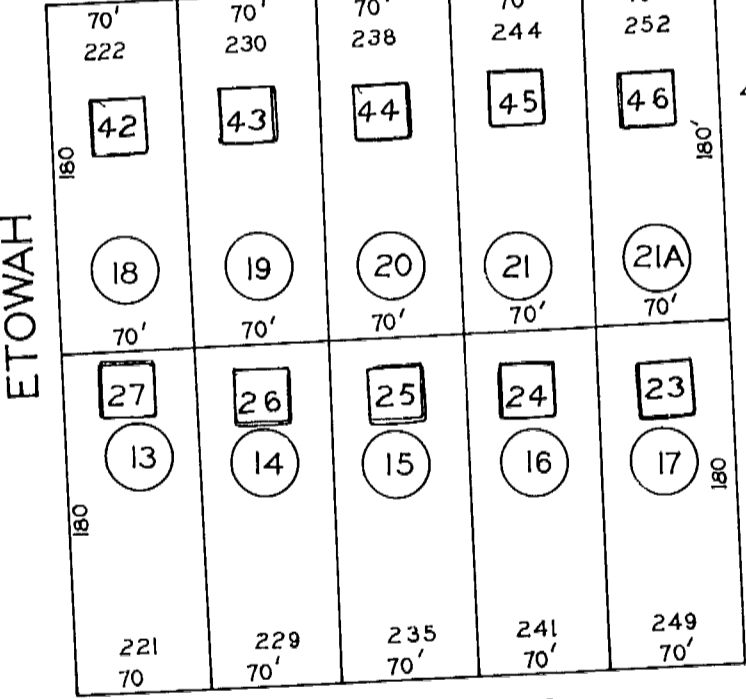 70' 70' 70' 70 70'
222 230 238 244 252
42 43 44 45 46
180 180'
ETOWAH
18 19 20 21 21A
70' 70' 70' 70' 70'
27 26 25 24 23
13 14 15 16 17
180 180
221 229 235 241 249
70 70' 70' 70' 70'